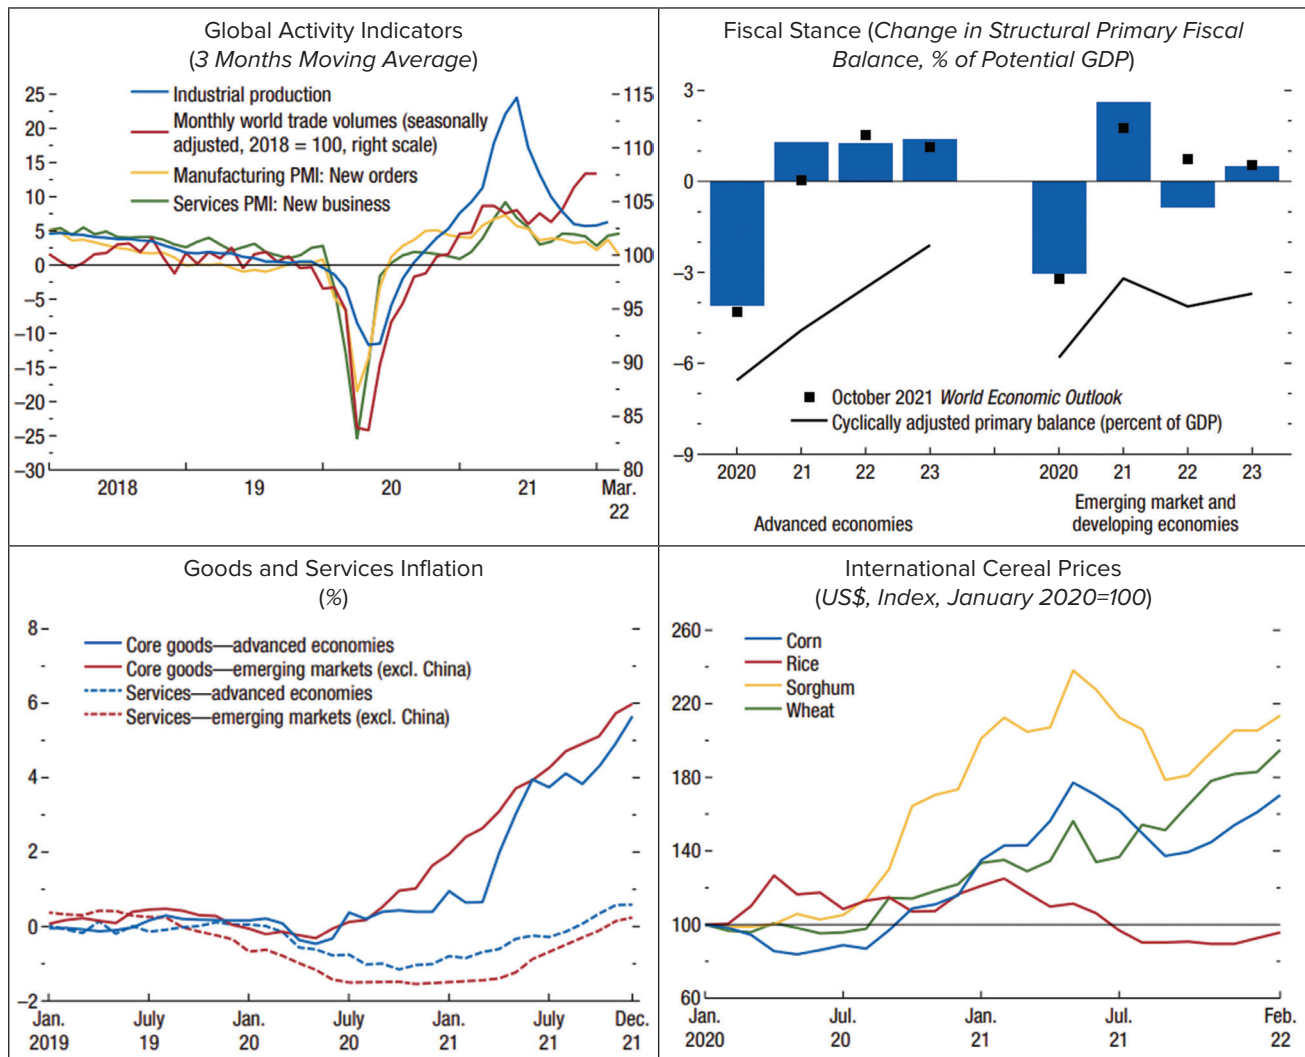 Global Activity Indicators
(3 Months Moving Average)
25
20
15
10
5
0
–5
–10
–15
–20
–25
–30
115
110
105
100
95
90
85
80
Industrial production
Monthly world trade volumes (seasonally
adjusted, 2018 = 100, right scale)
Manufacturing PMI: New orders
Services PMI: New business
2018
19
20
21
Mar.
22
Fiscal Stance (Change in Structural Primary Fiscal
Balance, % of Potential GDP)
3
0
–3
–6
–9
October 2021 World Economic Outlook
Cyclically adjusted primary balance (percent of GDP)
2020
21
22
23
2020
21
22
23
Advanced economies
Emerging market and
developing economies
Goods and Services Inflation
(%)
8
6
4
2
0
–2
Core goods—advanced economies
Core goods—emerging markets (excl. China)
Services—advanced economies
Services—emerging markets (excl. China)
Jan.
2019
July
19
Jan.
20
July
20
Jan.
21
July
21
Dec.
21
International Cereal Prices
(US$, Index, January 2020=100)
260
220
180
140
100
60
Corn
Rice
Sorghum
Wheat
Jan.
2020
Jul.
20
Jan.
21
Jul.
21
Feb.
22